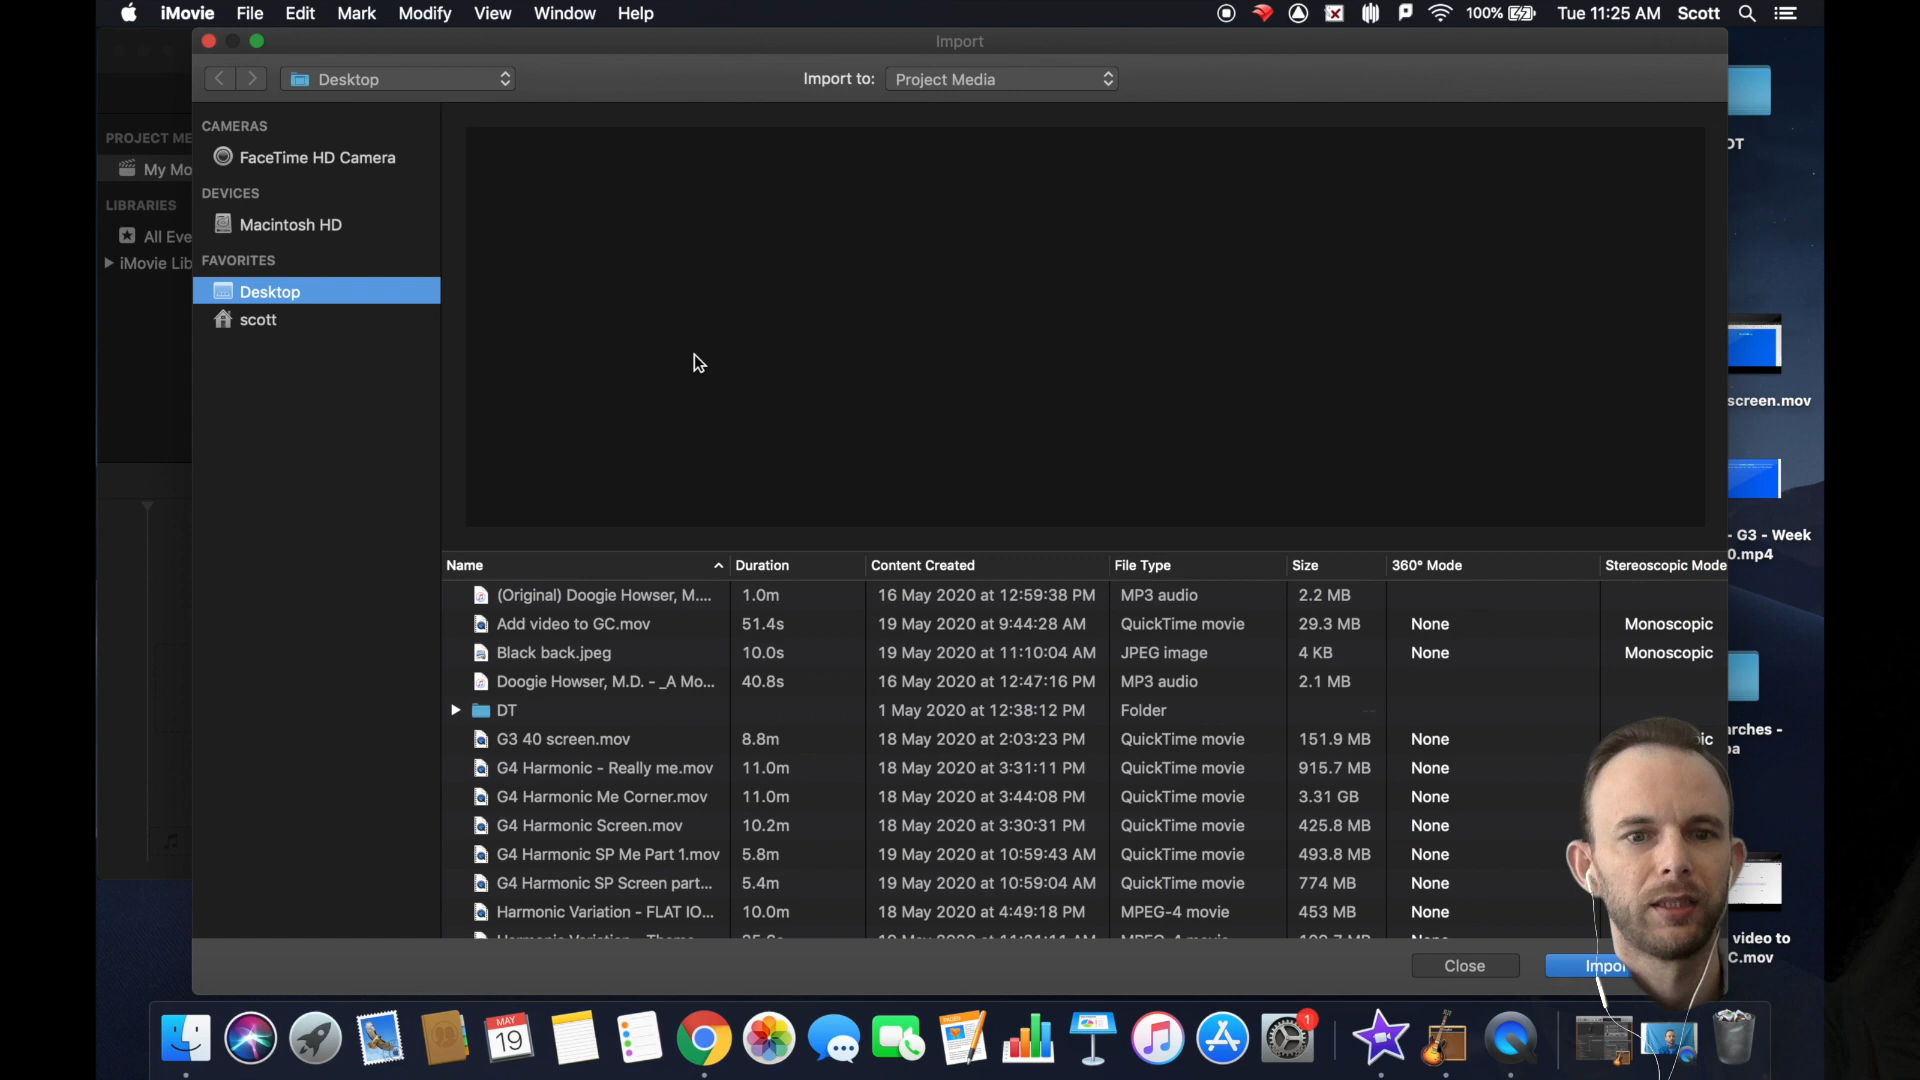 iMovie File Edit Mark Modify View Window Help 100% Tue 11:25 AM Scott
Import
Desktop Import to: Project Media
PROJECT ME
My Mo
LIBRARIES
All Eve
iMovie Lib
CAMERAS
FaceTime HD Camera
DEVICES
Macintosh HD
FAVORITES
Desktop
scott
Name Duration Content Created File Type Size 360° Mode Stereoscopic Mode
(Original) Doogie Howser, M.... 1.0m 16 May 2020 at 12:59:38 PM MP3 audio 2.2 MB
Add video to GC.mov 51.4s 19 May 2020 at 9:44:28 AM QuickTime movie 29.3 MB None Monoscopic
Black back.jpeg 10.0s 19 May 2020 at 11:10:04 AM JPEG image 4 KB None Monoscopic
Doogie Howser, M.D. - _A Mo... 40.8s 16 May 2020 at 12:47:16 PM MP3 audio 2.1 MB
DT 1 May 2020 at 12:38:12 PM Folder --
G3 40 screen.mov 8.8m 18 May 2020 at 2:03:23 PM QuickTime movie 151.9 MB None ic
G4 Harmonic - Really me.mov 11.0m 18 May 2020 at 3:31:11 PM QuickTime movie 915.7 MB None
G4 Harmonic Me Corner.mov 11.0m 18 May 2020 at 3:44:08 PM QuickTime movie 3.31 GB None
G4 Harmonic Screen.mov 10.2m 18 May 2020 at 3:30:31 PM QuickTime movie 425.8 MB None
G4 Harmonic SP Me Part 1.mov 5.8m 19 May 2020 at 10:59:43 AM QuickTime movie 493.8 MB None
G4 Harmonic SP Screen part... 5.4m 19 May 2020 at 10:59:04 AM QuickTime movie 774 MB None
Harmonic Variation - FLAT IO... 10.0m 18 May 2020 at 4:49:18 PM MPEG-4 movie 453 MB None
Close Impor
DT
screen.mov
- G3 - Week
0.mp4
rches -
pa
video to
C.mov
MAY
19
PAGES
1